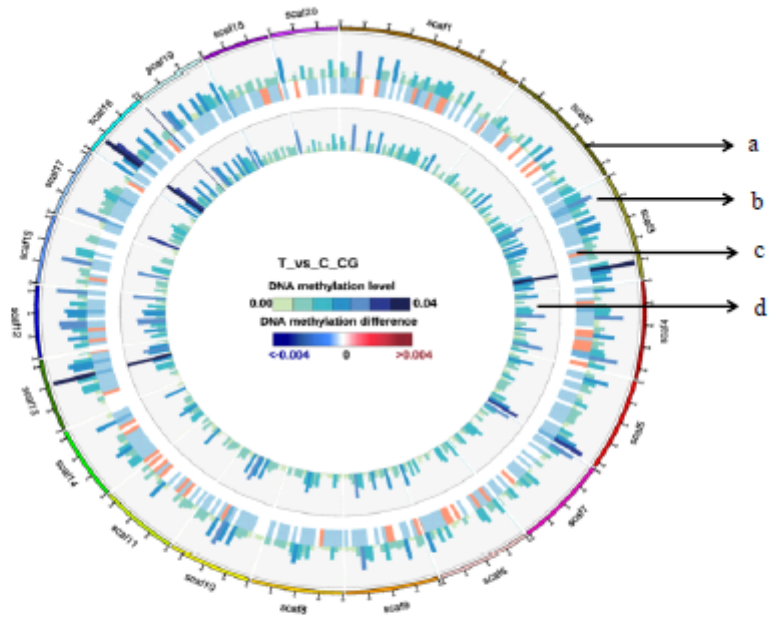 scaf1
scaf2
scaf3
scaf4
scaf5
scaf7
scaf6
scaf9
scaf8
scaf10
scaf11
scaf14
scaf13
scaf12
scaf15
scaf17
scaf16
scaf19
scaf18
scaf20
a
b
c
d
T_vs_C_CG
DNA methylation level
0.00 0.04
DNA methylation difference
<-0.004 0 >0.004